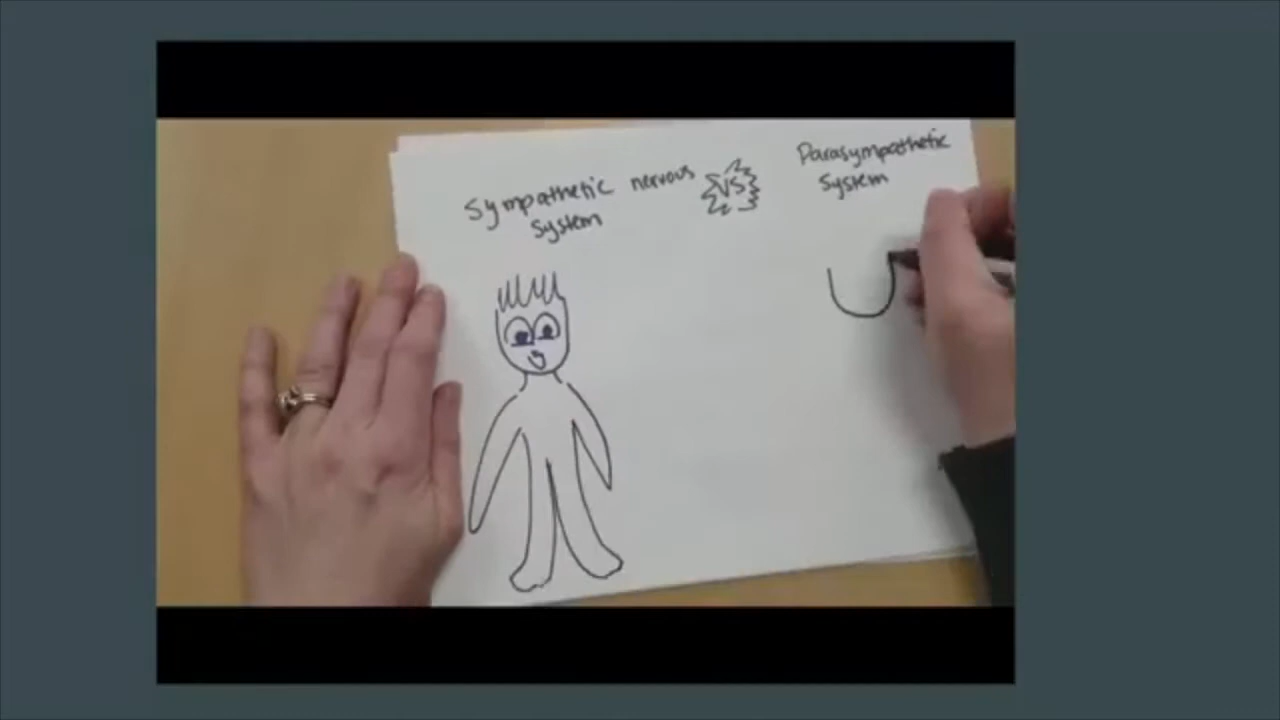 Sympathetic nervous
System
VS
Parasympathetic
System